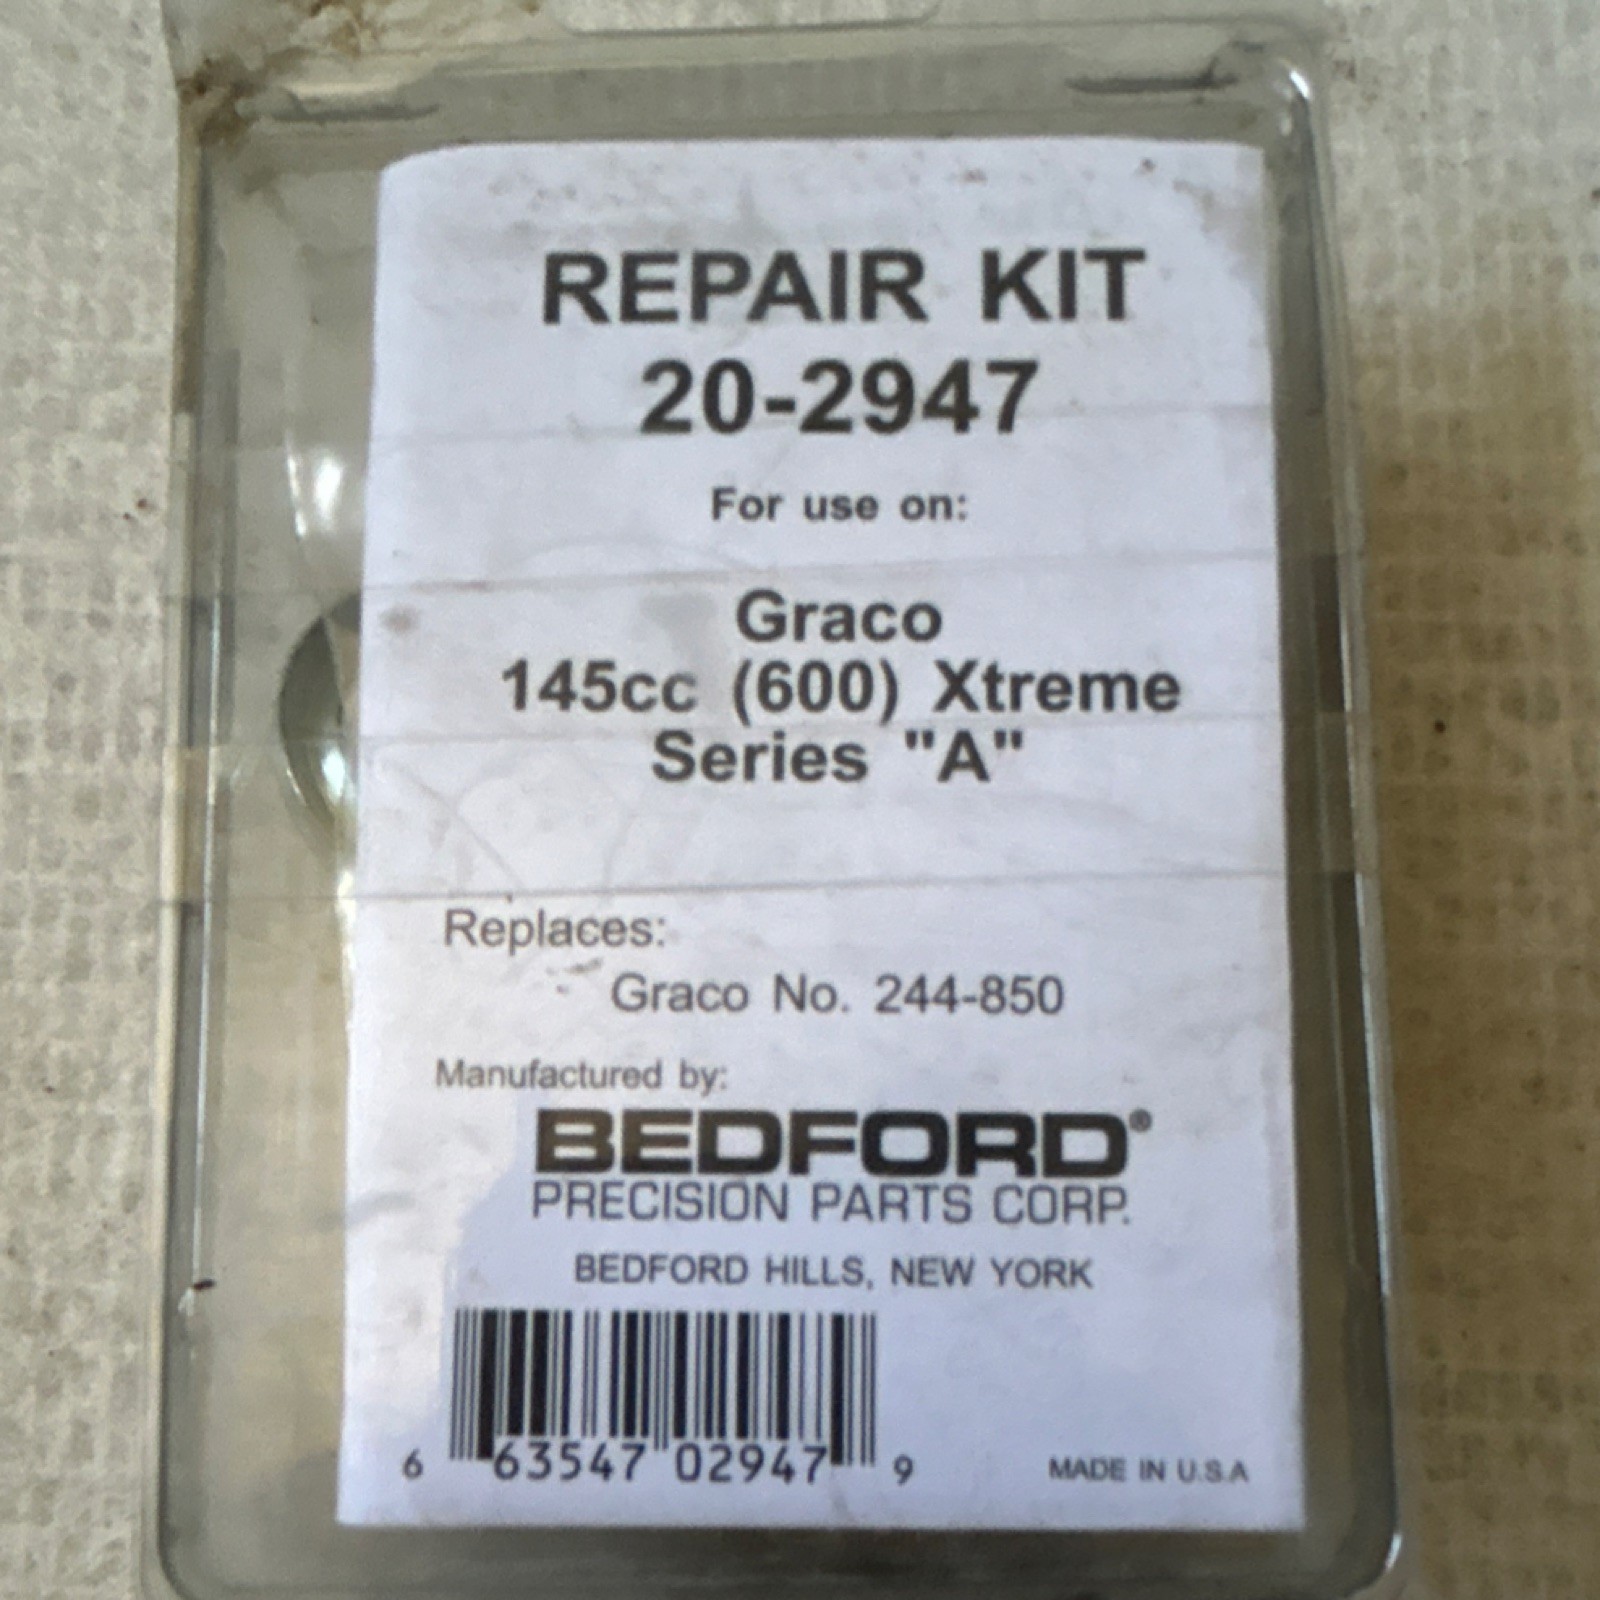 REPAIR KIT
20-2947
For use on:
Graco
145cc (600) Xtreme
Series "A"
Replaces:
Graco No. 244-850
Manufactured by:
BEDFORD®
PRECISION PARTS CORP.
BEDFORD HILLS, NEW YORK
6 63547 02947 9
MADE IN U.S.A